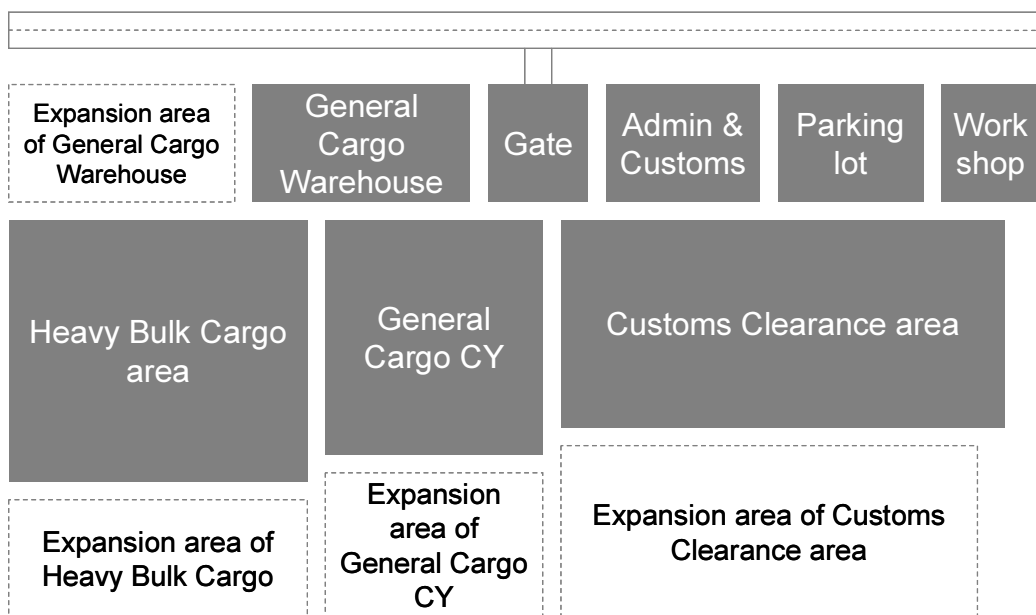 Expansion area
of General Cargo
Warehouse
General
Cargo
Warehouse
Gate
Admin &
Customs
Parking
lot
Work
shop
Heavy Bulk Cargo
area
General
Cargo CY
Customs Clearance area
Expansion area of
Heavy Bulk Cargo
Expansion
area of
General Cargo
CY
Expansion area of Customs
Clearance area